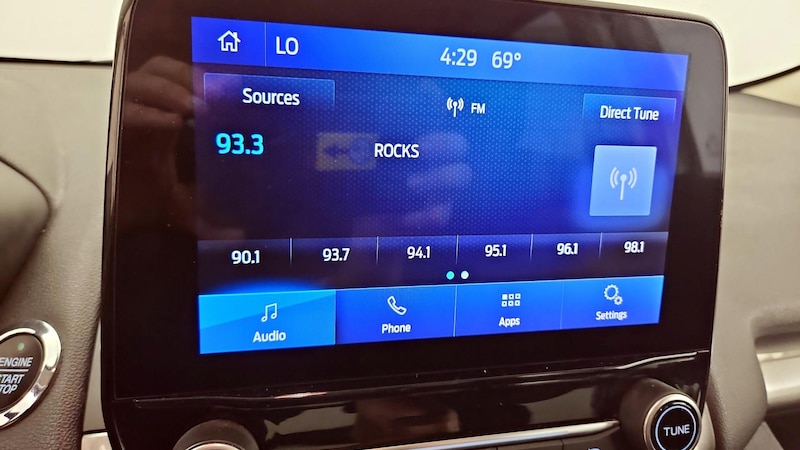 LO
4:29 69°
Sources
FM
Direct Tune
93.3
ROCKS
90.1 93.7 94.1 95.1 96.1 98.1
Audio Phone Apps Settings
ENGINE
START
STOP
TUNE